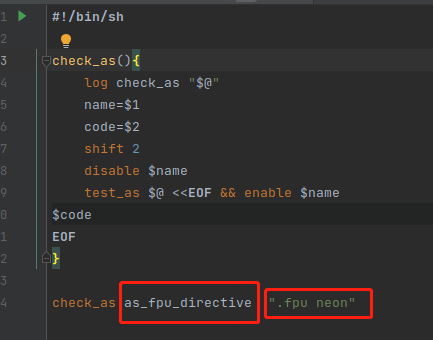 1 #!/bin/sh
2
3 check_as(){
4 log check_as "$@"
5 name=$1
6 code=$2
7 shift 2
8 disable $name
9 test_as $@ <<EOF && enable $name
0 $code
1 EOF
2 }
3
4 check_as as_fpu_directive ".fpu neon"